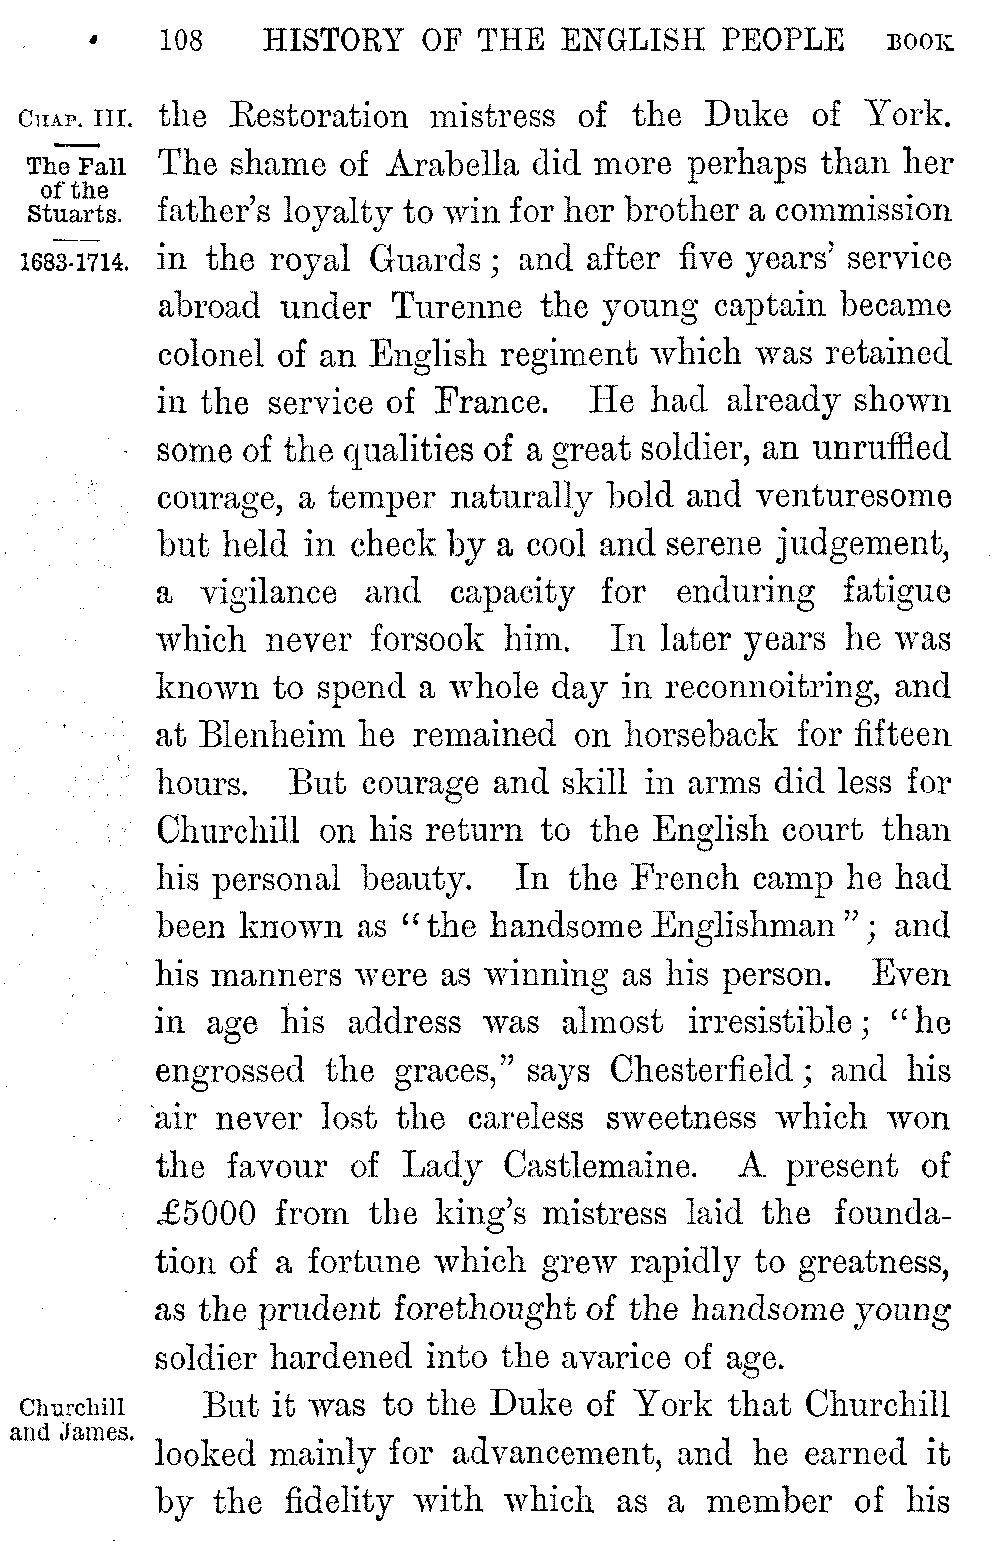 108 HISTORY OF THE ENGLISH PEOPLE BOOK
CHAP. III.
The Fall
of the
Stuarts.
1683-1714.
the Restoration mistress of the Duke of York.
The shame of Arabella did more perhaps than her
father's loyalty to win for her brother a commission
in the royal Guards; and after five years' service
abroad under Turenne the young captain became
colonel of an English regiment which was retained
in the service of France. He had already shown
some of the qualities of a great soldier, an unruffled
courage, a temper naturally bold and venturesome
but held in check by a cool and serene judgement,
a vigilance and capacity for enduring fatigue
which never forsook him. In later years he was
known to spend a whole day in reconnoitring, and
at Blenheim he remained on horseback for fifteen
hours. But courage and skill in arms did less for
Churchill on his return to the English court than
his personal beauty. In the French camp he had
been known as "the handsome Englishman"; and
his manners were as winning as his person. Even
in age his address was almost irresistible; "he
engrossed the graces," says Chesterfield; and his
air never lost the careless sweetness which won
the favour of Lady Castlemaine. A present of
£5000 from the king's mistress laid the founda-
tion of a fortune which grew rapidly to greatness,
as the prudent forethought of the handsome young
soldier hardened into the avarice of age.
Churchill
and James.
But it was to the Duke of York that Churchill
looked mainly for advancement, and he earned it
by the fidelity with which as a member of his